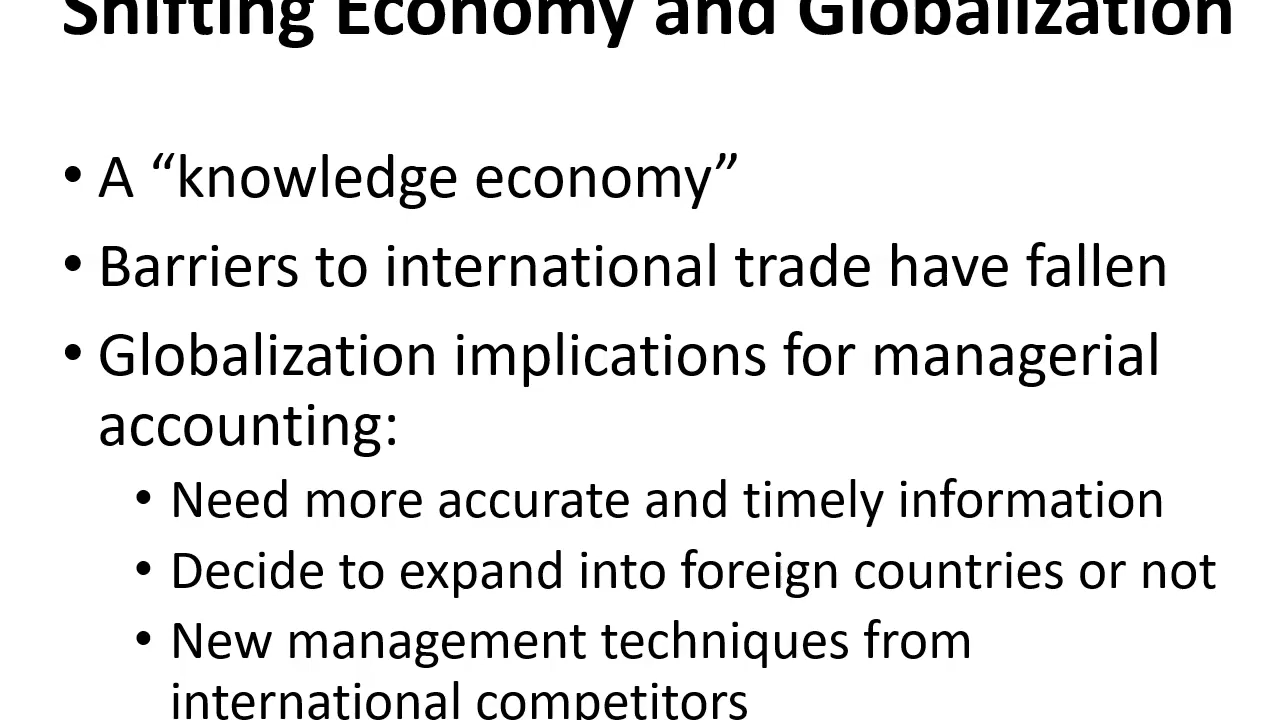 Shifting Economy and Globalization
• A “knowledge economy”
• Barriers to international trade have fallen
• Globalization implications for managerial
accounting:
• Need more accurate and timely information
• Decide to expand into foreign countries or not
• New management techniques from
international competitors